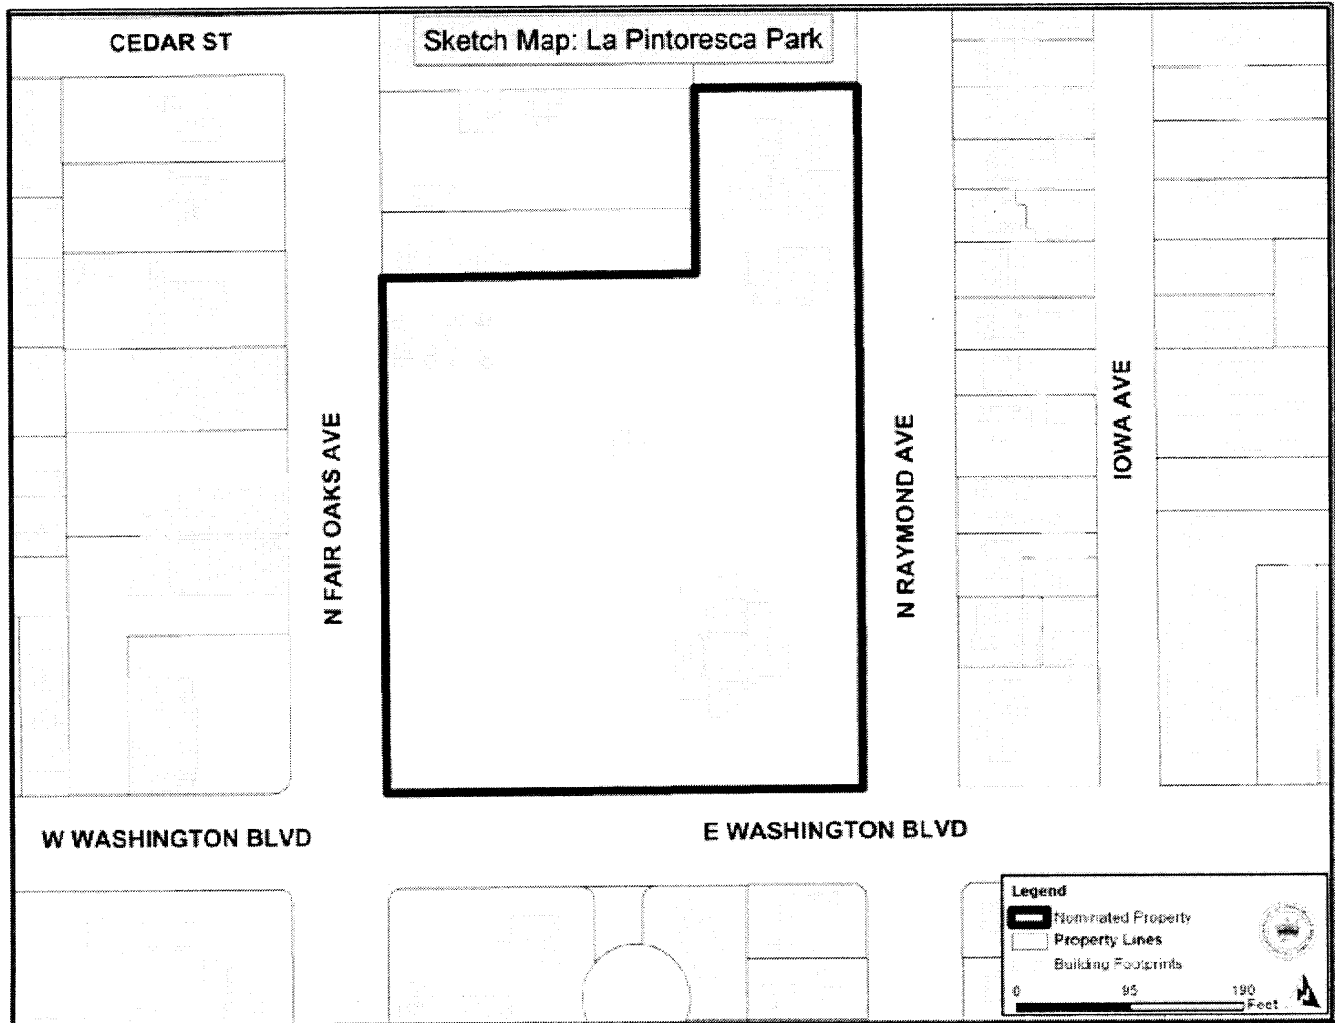 CEDAR ST
Sketch Map: La Pintoresca Park
N FAIR OAKS AVE
N RAYMOND AVE
IOWA AVE
W WASHINGTON BLVD
E WASHINGTON BLVD
Legend
Nominated Property
Property Lines
Building Footprints
0 95 190
Feet
N